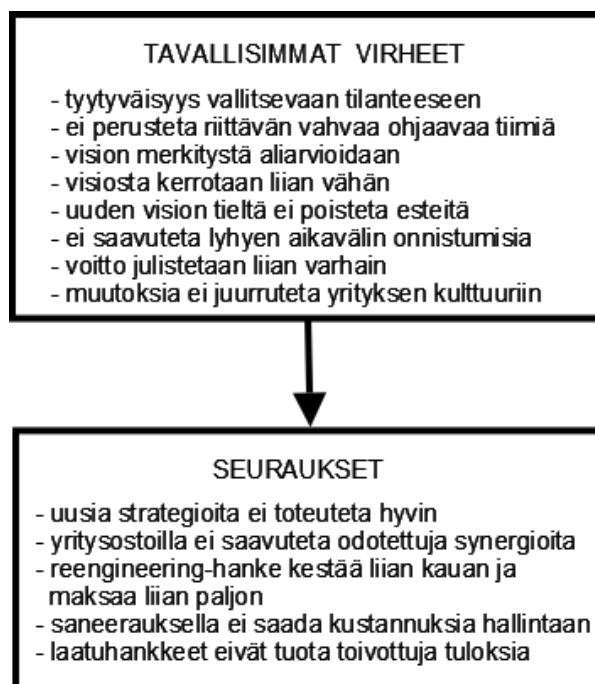 TAVALLISIMMAT VIRHEET
- tyytyväisyys vallitsevaan tilanteeseen
- ei perusteta riittävän vahvaa ohjaavaa tiimiä
- vision merkitystä aliarvioidaan
- visiosta kerrotaan liian vähän
- uuden vision tieltä ei poisteta esteitä
- ei saavuteta lyhyen aikavälin onnistumisia
- voitto julistetaan liian varhain
- muutoksia ei juurruteta yrityksen kulttuuriin
SEURAUKSET
- uusia strategioita ei toteuteta hyvin
- yritysostoilla ei saavuteta odotettuja synergioita
- reengineering-hanke kestää liian kauan ja
maksaa liian paljon
- saneerauksella ei saada kustannuksia hallintaan
- laatuhankkeet eivät tuota toivottuja tuloksia